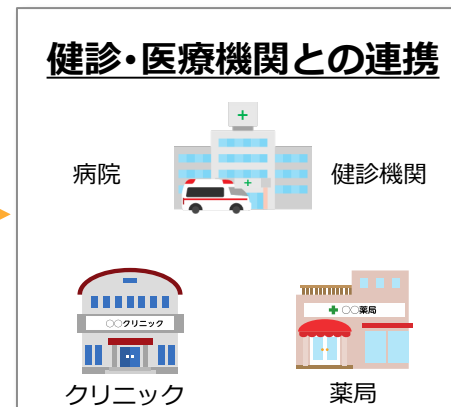 健診・医療機関との連携
病院
健診機関
○○クリニック
○○薬局
クリニック
薬局